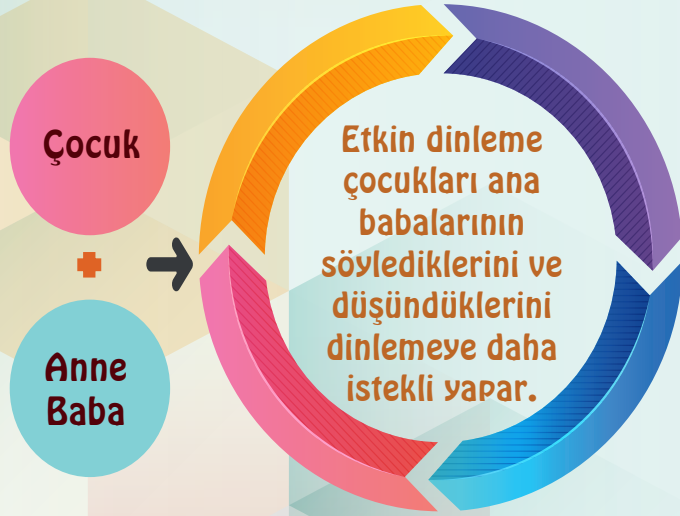 Çocuk
Anne
Baba
Etkin dinleme
çocukları ana
babalarının
söylediklerini ve
düşündüklerini
dinlemeye daha
istekli yapar.